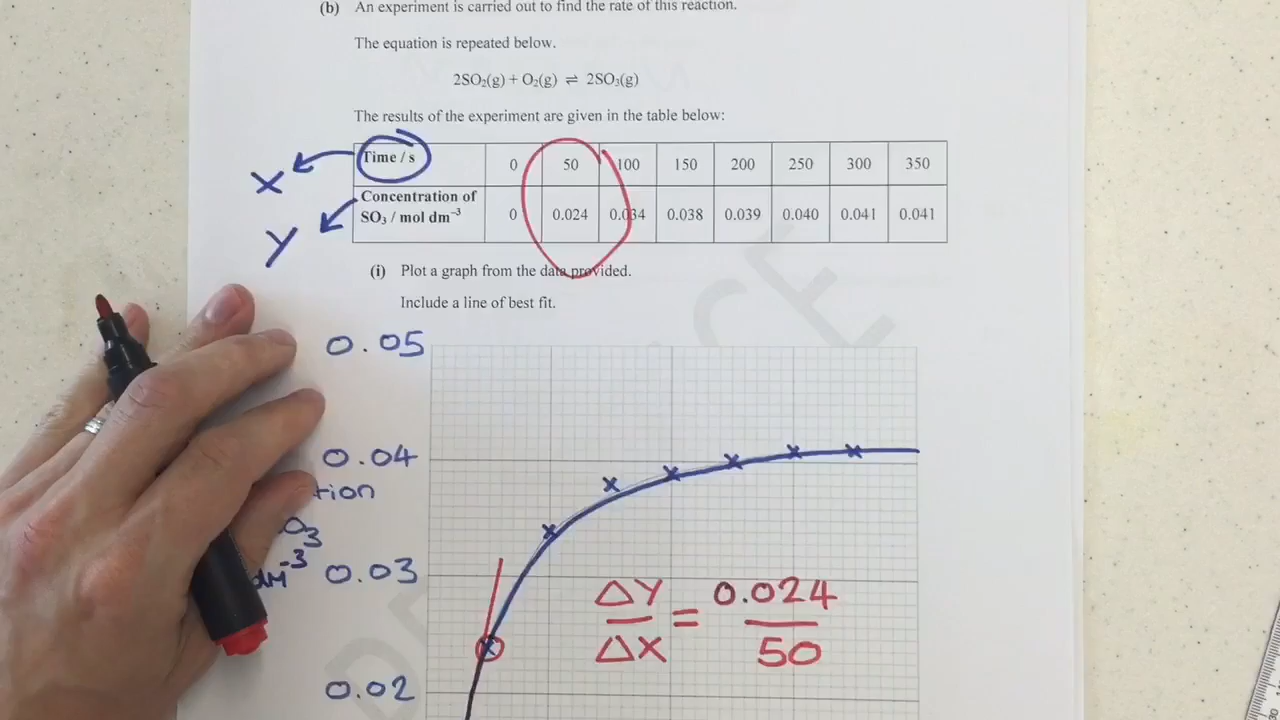 (b) An experiment is carried out to find the rate of this reaction.
The equation is repeated below.
2SO₂(g) + O₂(g) ⇌ 2SO₃(g)
The results of the experiment are given in the table below:
Time / s 0 50 100 150 200 250 300 350
x
Concentration of
SO₃ / mol dm⁻³ 0 0.024 0.034 0.038 0.039 0.040 0.041 0.041
y
(i) Plot a graph from the data provided.
Include a line of best fit.
0.05
0.04
tion
O₃
dm⁻³ 0.03
ΔY / ΔX = 0.024 / 50
0.02